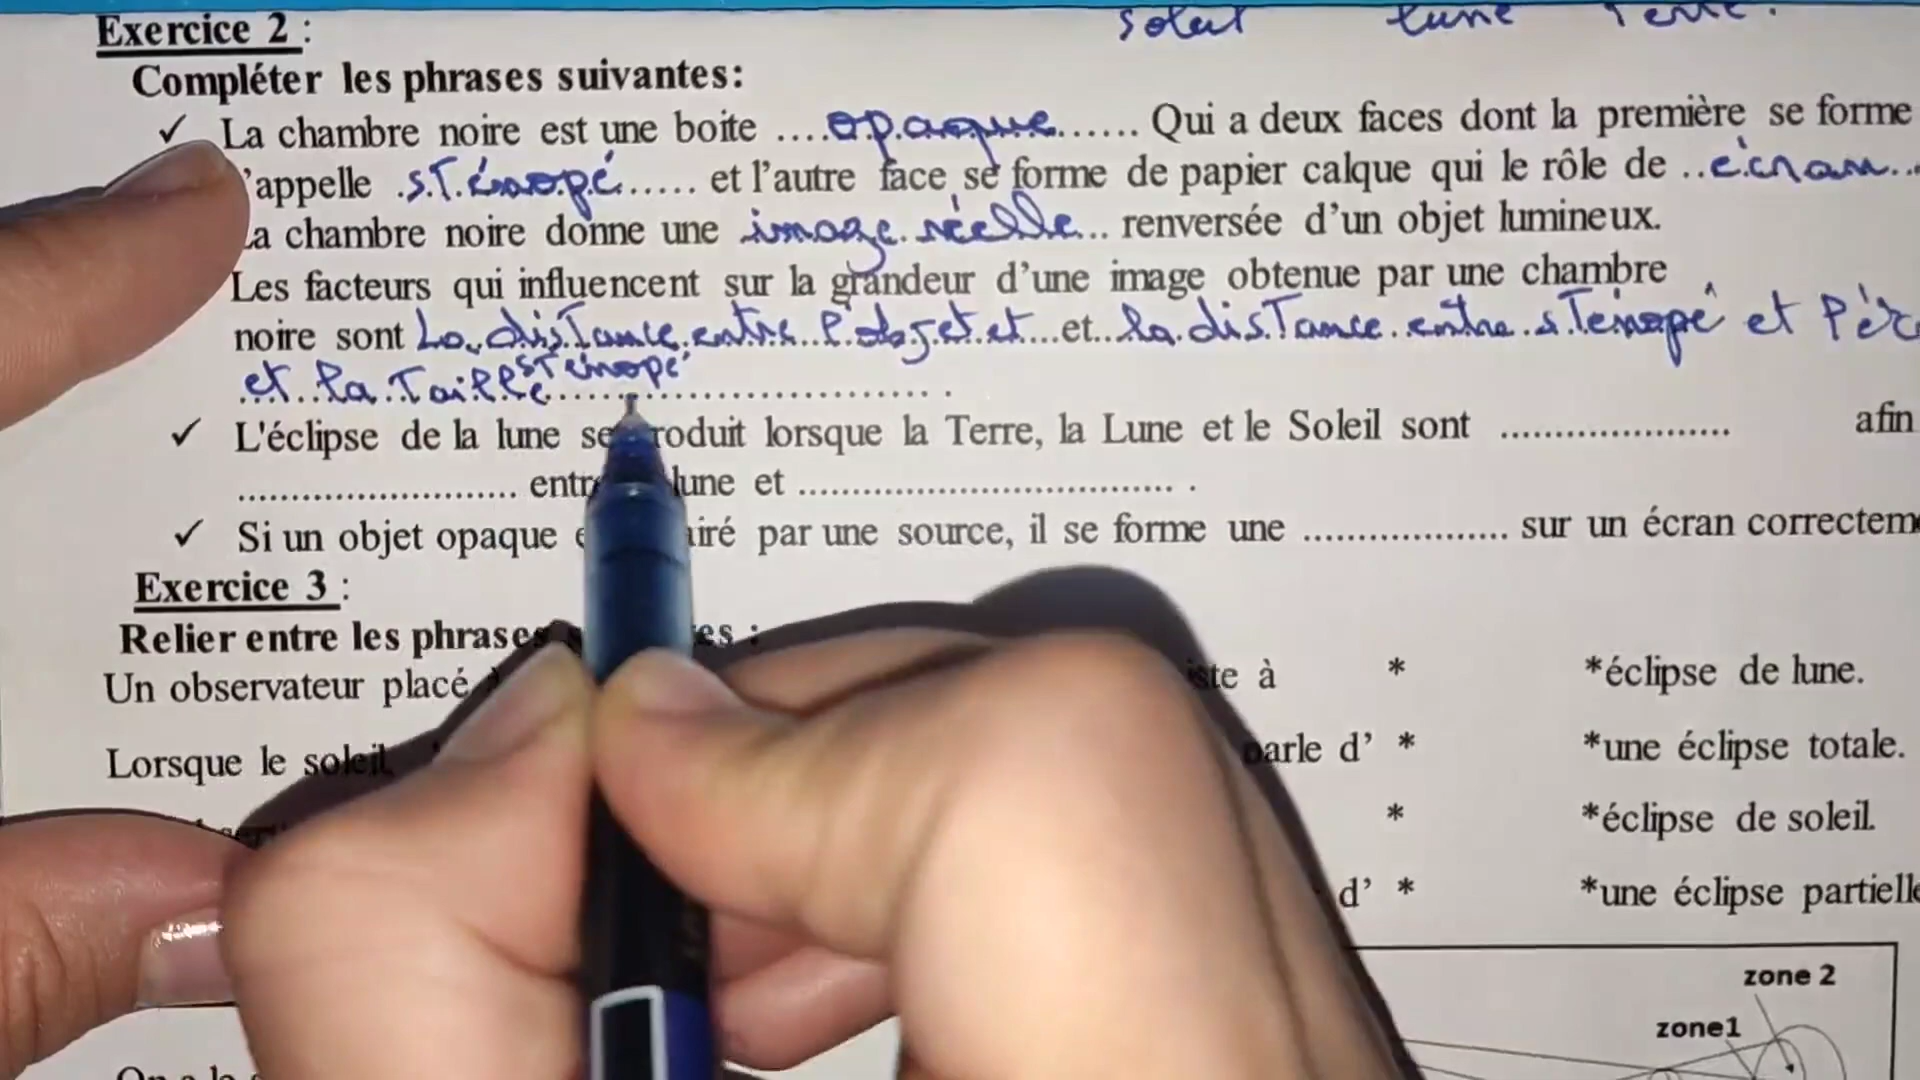 soleil lune Terre.
Exercice 2 :
Compléter les phrases suivantes:
✓ La chambre noire est une boite ....opaque...... Qui a deux faces dont la première se forme
'appelle .sTénopé...... et l'autre face se forme de papier calque qui le rôle de ..écran..
La chambre noire donne une image réelle.. renversée d'un objet lumineux.
Les facteurs qui influencent sur la grandeur d'une image obtenue par une chambre
noire sont La disTance entre l'objet et ...et..la disTance entre sTénopé et l'éc
sTénopé
et la Taille .......................... .
✓ L'éclipse de la lune se roduit lorsque la Terre, la Lune et le Soleil sont ..................... afin
.......................... entr lune et .................................. .
✓ Si un objet opaque iré par une source, il se forme une ................... sur un écran correctem
Exercice 3 :
Relier entre les phrases es :
Un observateur placé iste à * *éclipse de lune.
Lorsque le soleil parle d' * *une éclipse totale.
* *éclipse de soleil.
d' * *une éclipse partielle
zone 2
zone1